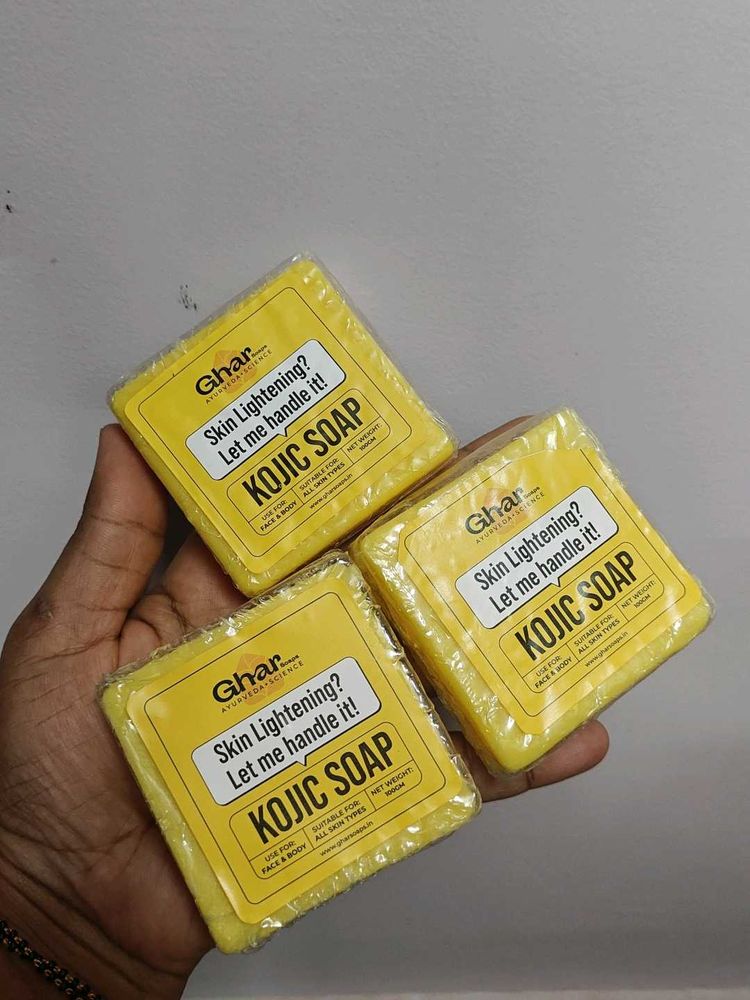 Ghar Soaps
AYURVEDA+SCIENCE
Skin Lightening?
Let me handle it!
KOJIC SOAP
USE FOR:
FACE & BODY
SUITABLE FOR:
ALL SKIN TYPES
NET WEIGHT:
100GM
www.gharsoaps.in
Ghar Soaps
AYURVEDA+SCIENCE
Skin Lightening?
Let me handle it!
KOJIC SOAP
USE FOR:
FACE & BODY
SUITABLE FOR:
ALL SKIN TYPES
NET WEIGHT:
100GM
www.gharsoaps.in
Ghar Soaps
AYURVEDA+SCIENCE
Skin Lightening?
Let me handle it!
KOJIC SOAP
USE FOR:
FACE & BODY
SUITABLE FOR:
ALL SKIN TYPES
NET WEIGHT:
100GM
www.gharsoaps.in